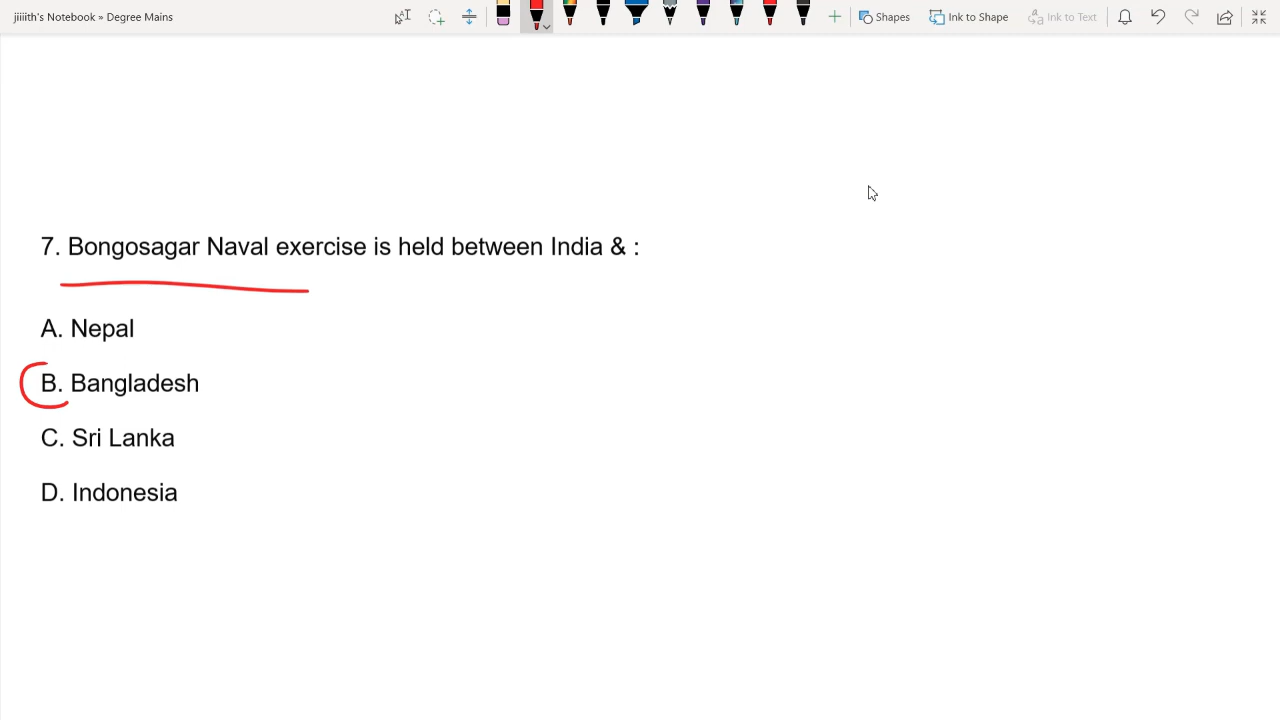 jiiiith's Notebook » Degree Mains
Shapes
Ink to Shape
Ink to Text
7. Bongosagar Naval exercise is held between India & :
A. Nepal
B. Bangladesh
C. Sri Lanka
D. Indonesia